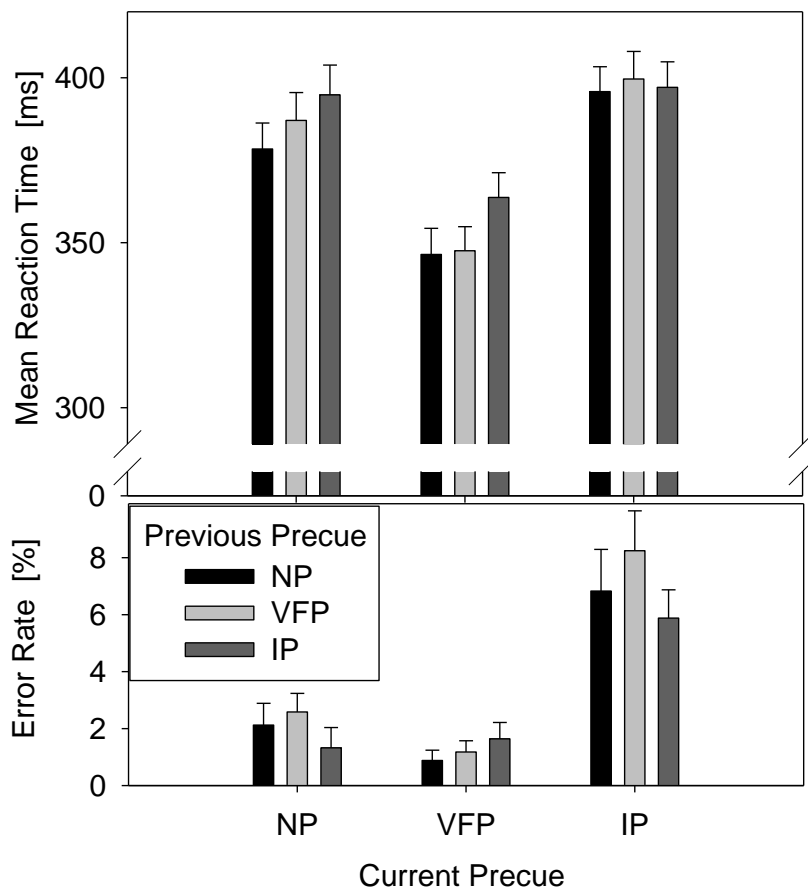 Mean Reaction Time [ms]
400
350
300
0
Error Rate [%]
8
6
4
2
0
Previous Precue
NP
VFP
IP
NP VFP IP
Current Precue